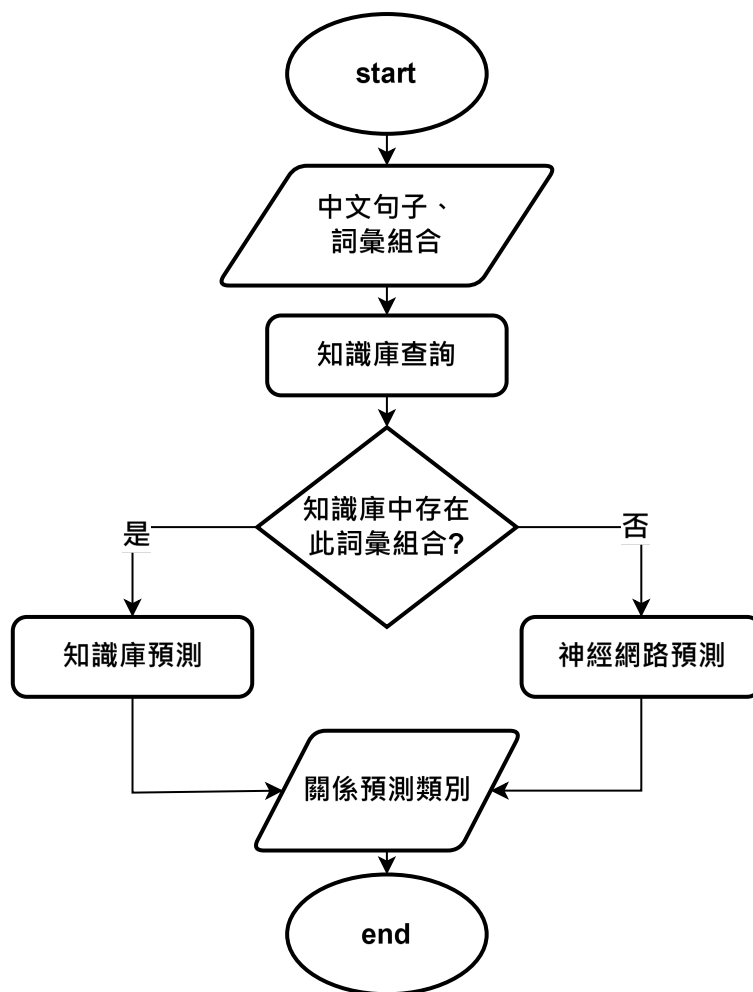 start
中文句子、
詞彙組合
知識庫查詢
知識庫中存在
此詞彙組合?
是
否
知識庫預測
神經網路預測
關係預測類別
end